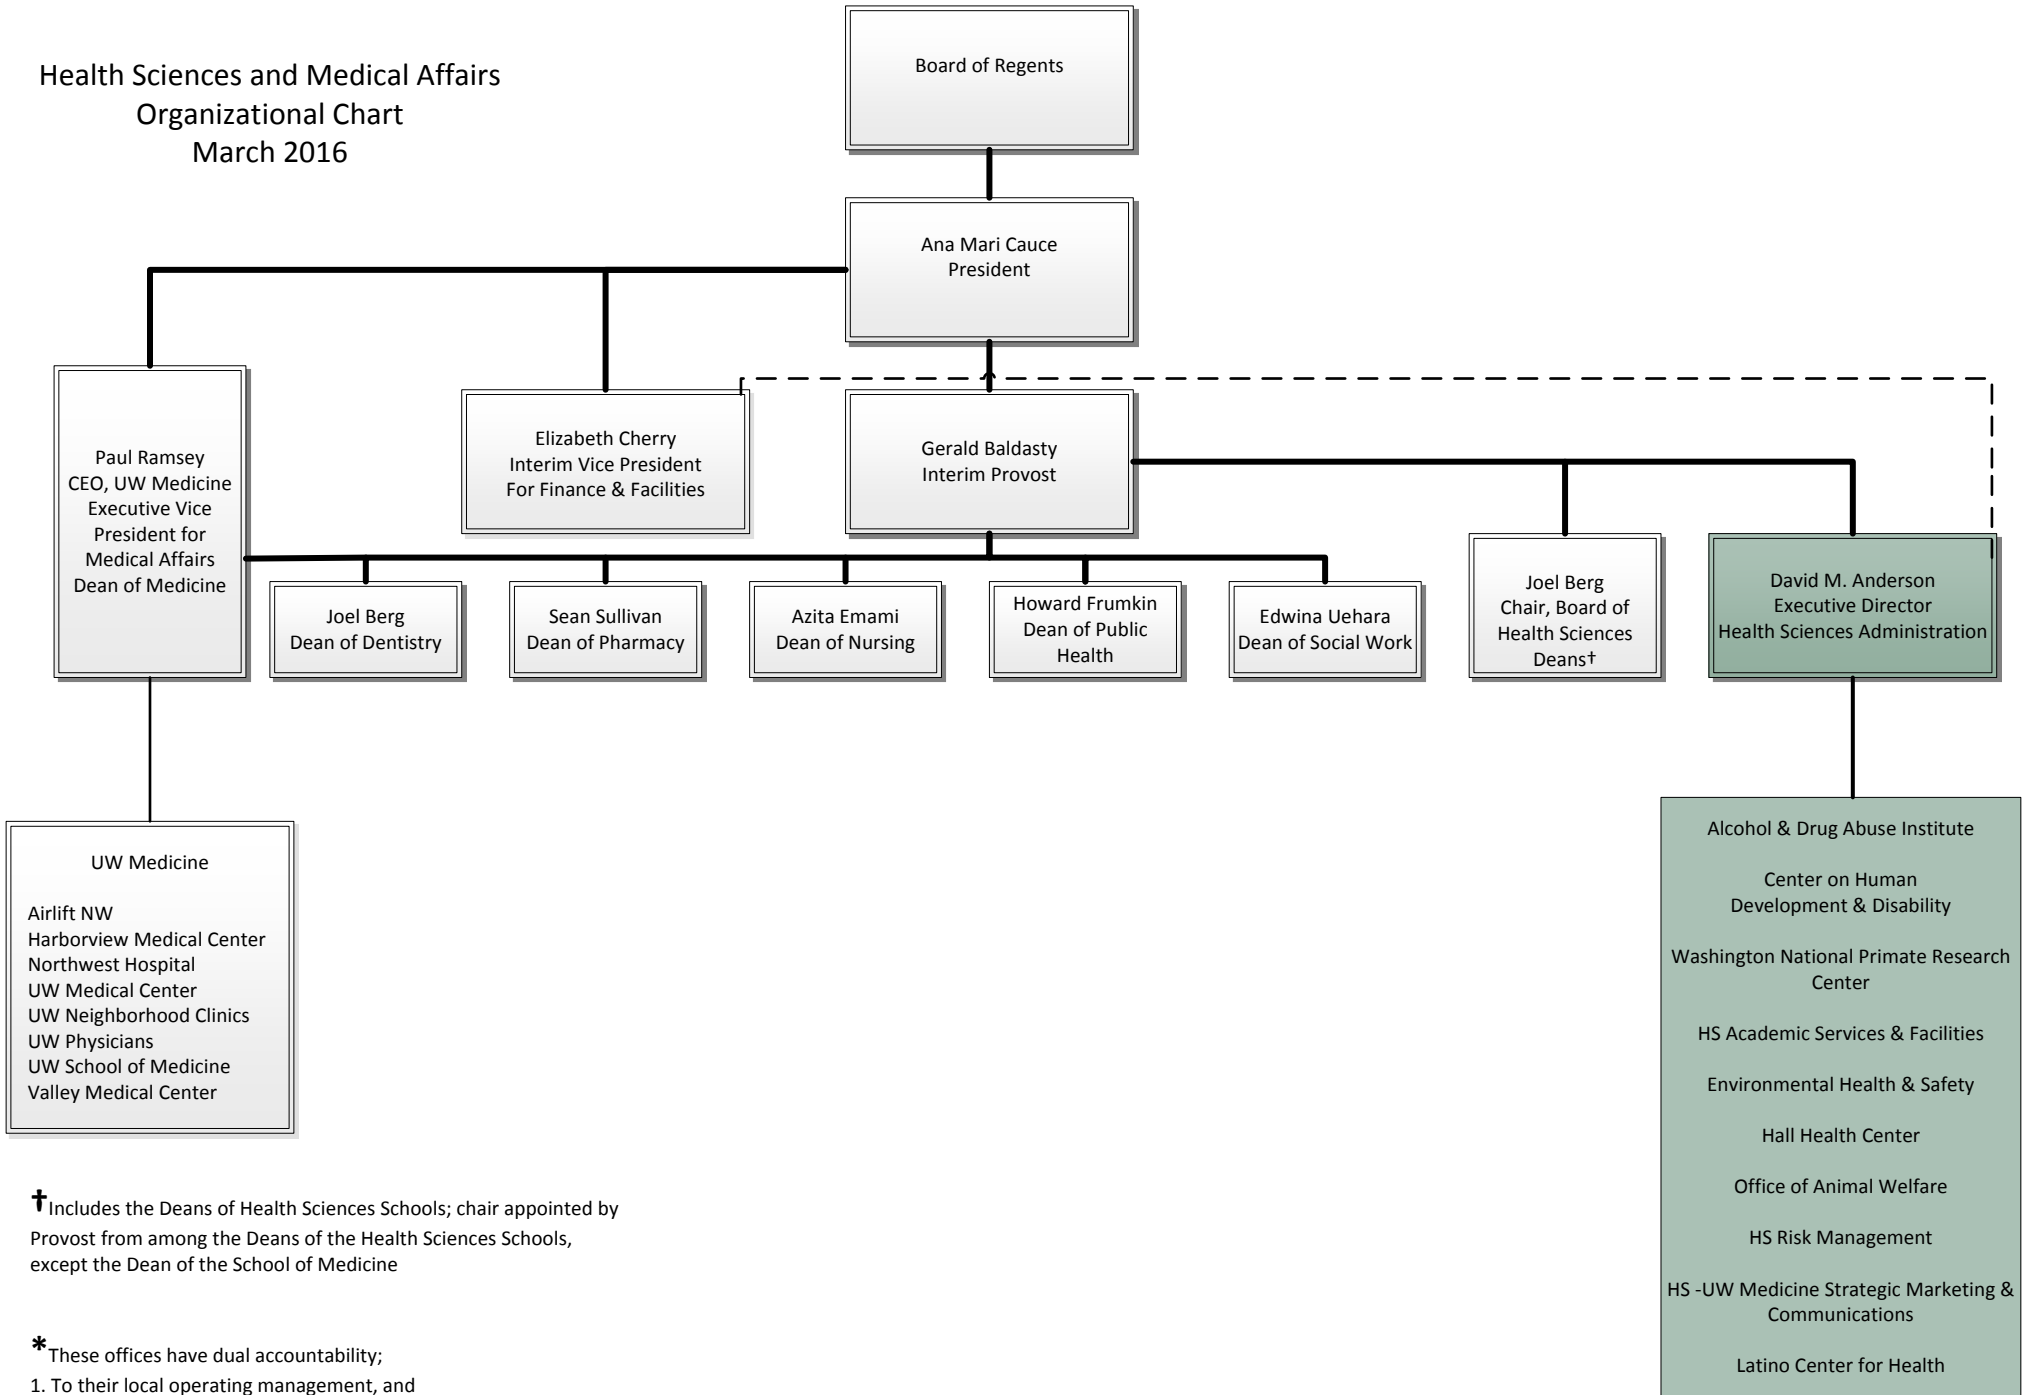 Health Sciences and Medical Affairs
Organizational Chart
March 2016
Board of Regents
Ana Mari Cauce
President
Paul Ramsey
CEO, UW Medicine
Executive Vice
President for
Medical Affairs
Dean of Medicine
Elizabeth Cherry
Interim Vice President
For Finance & Facilities
Gerald Baldasty
Interim Provost
Joel Berg
Dean of Dentistry
Sean Sullivan
Dean of Pharmacy
Azita Emami
Dean of Nursing
Howard Frumkin
Dean of Public
Health
Edwina Uehara
Dean of Social Work
Joel Berg
Chair, Board of
Health Sciences
Deans†
David M. Anderson
Executive Director
Health Sciences Administration
UW Medicine
Airlift NW
Harborview Medical Center
Northwest Hospital
UW Medical Center
UW Neighborhood Clinics
UW Physicians
UW School of Medicine
Valley Medical Center
Alcohol & Drug Abuse Institute
Center on Human
Development & Disability
Washington National Primate Research
Center
HS Academic Services & Facilities
Environmental Health & Safety
Hall Health Center
Office of Animal Welfare
HS Risk Management
HS -UW Medicine Strategic Marketing &
Communications
Latino Center for Health
†Includes the Deans of Health Sciences Schools; chair appointed by
Provost from among the Deans of the Health Sciences Schools,
except the Dean of the School of Medicine
*These offices have dual accountability;
1. To their local operating management, and